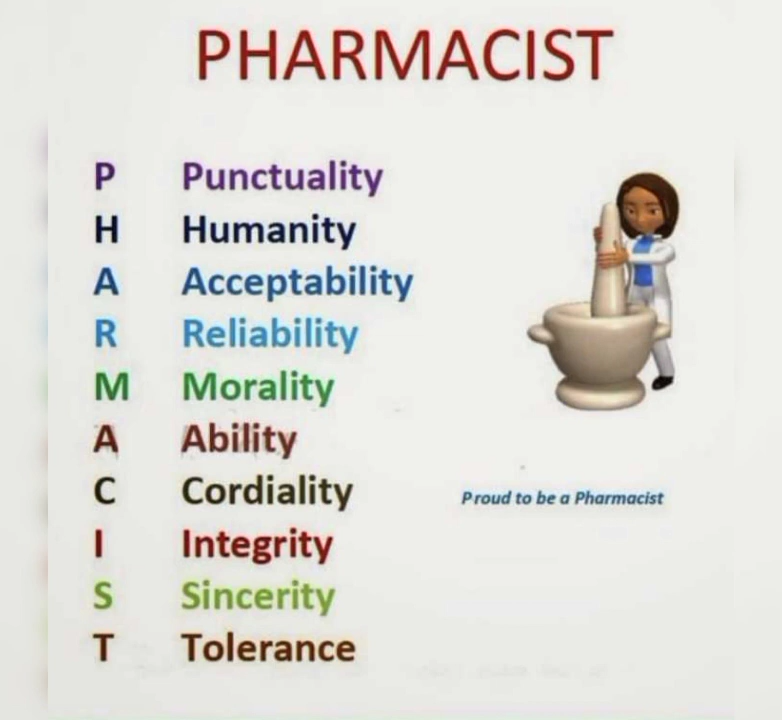 PHARMACIST
P Punctuality
H Humanity
A Acceptability
R Reliability
M Morality
A Ability
C Cordiality
I Integrity
S Sincerity
T Tolerance
Proud to be a Pharmacist